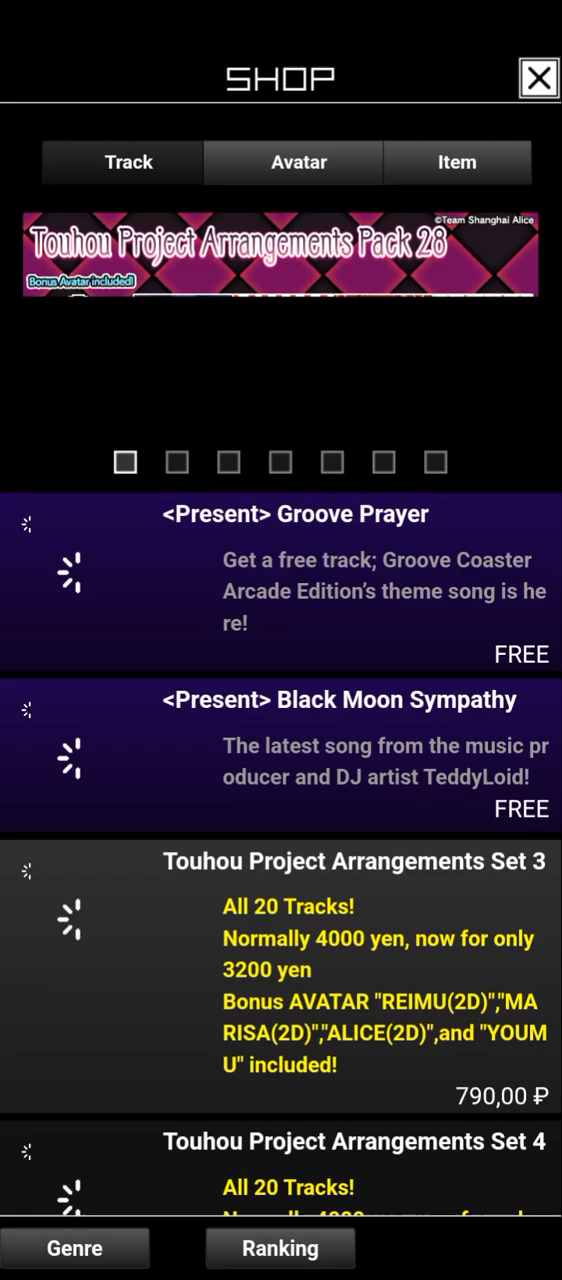 SHOP
Track
Avatar
Item
©Team Shanghai Alice
Touhou Project Arrangements Pack 28
Bonus Avatar included!
<Present> Groove Prayer
Get a free track; Groove Coaster
Arcade Edition’s theme song is he
re!
FREE
<Present> Black Moon Sympathy
The latest song from the music pr
oducer and DJ artist TeddyLoid!
FREE
Touhou Project Arrangements Set 3
All 20 Tracks!
Normally 4000 yen, now for only
3200 yen
Bonus AVATAR "REIMU(2D)","MA
RISA(2D)","ALICE(2D)",and "YOUM
U" included!
790,00 ₽
Touhou Project Arrangements Set 4
All 20 Tracks!
Genre
Ranking